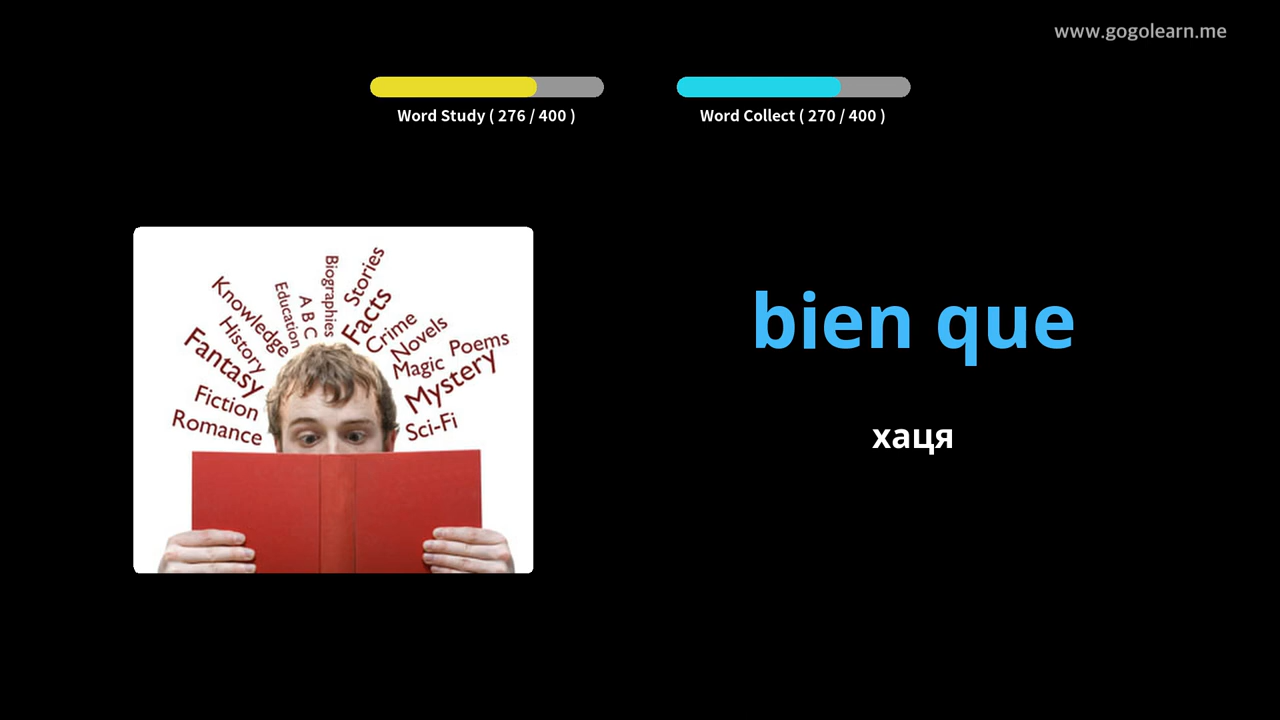 www.gogolearn.me
Word Study ( 276 / 400 )
Word Collect ( 270 / 400 )
Biographies
Stories
Education
A B C
Facts
Knowledge
Crime
History
Novels
Poems
Fantasy
Magic
Mystery
Fiction
Romance
Sci-Fi
bien que
хаця